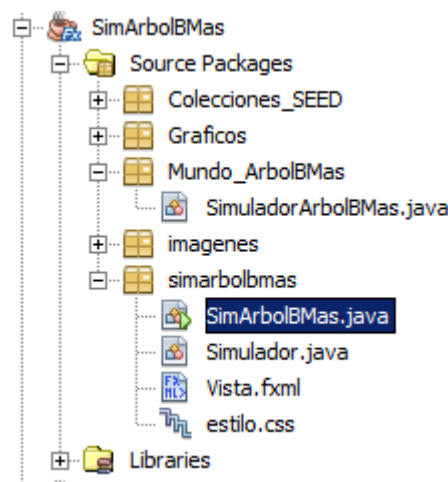 SimArbolBMas
Source Packages
Colecciones_SEED
Graficos
Mundo_ArbolBMas
SimuladorArbolBMas.java
imagenes
simarbolbmas
SimArbolBMas.java
Simulador.java
Vista.fxml
estilo.css
Libraries